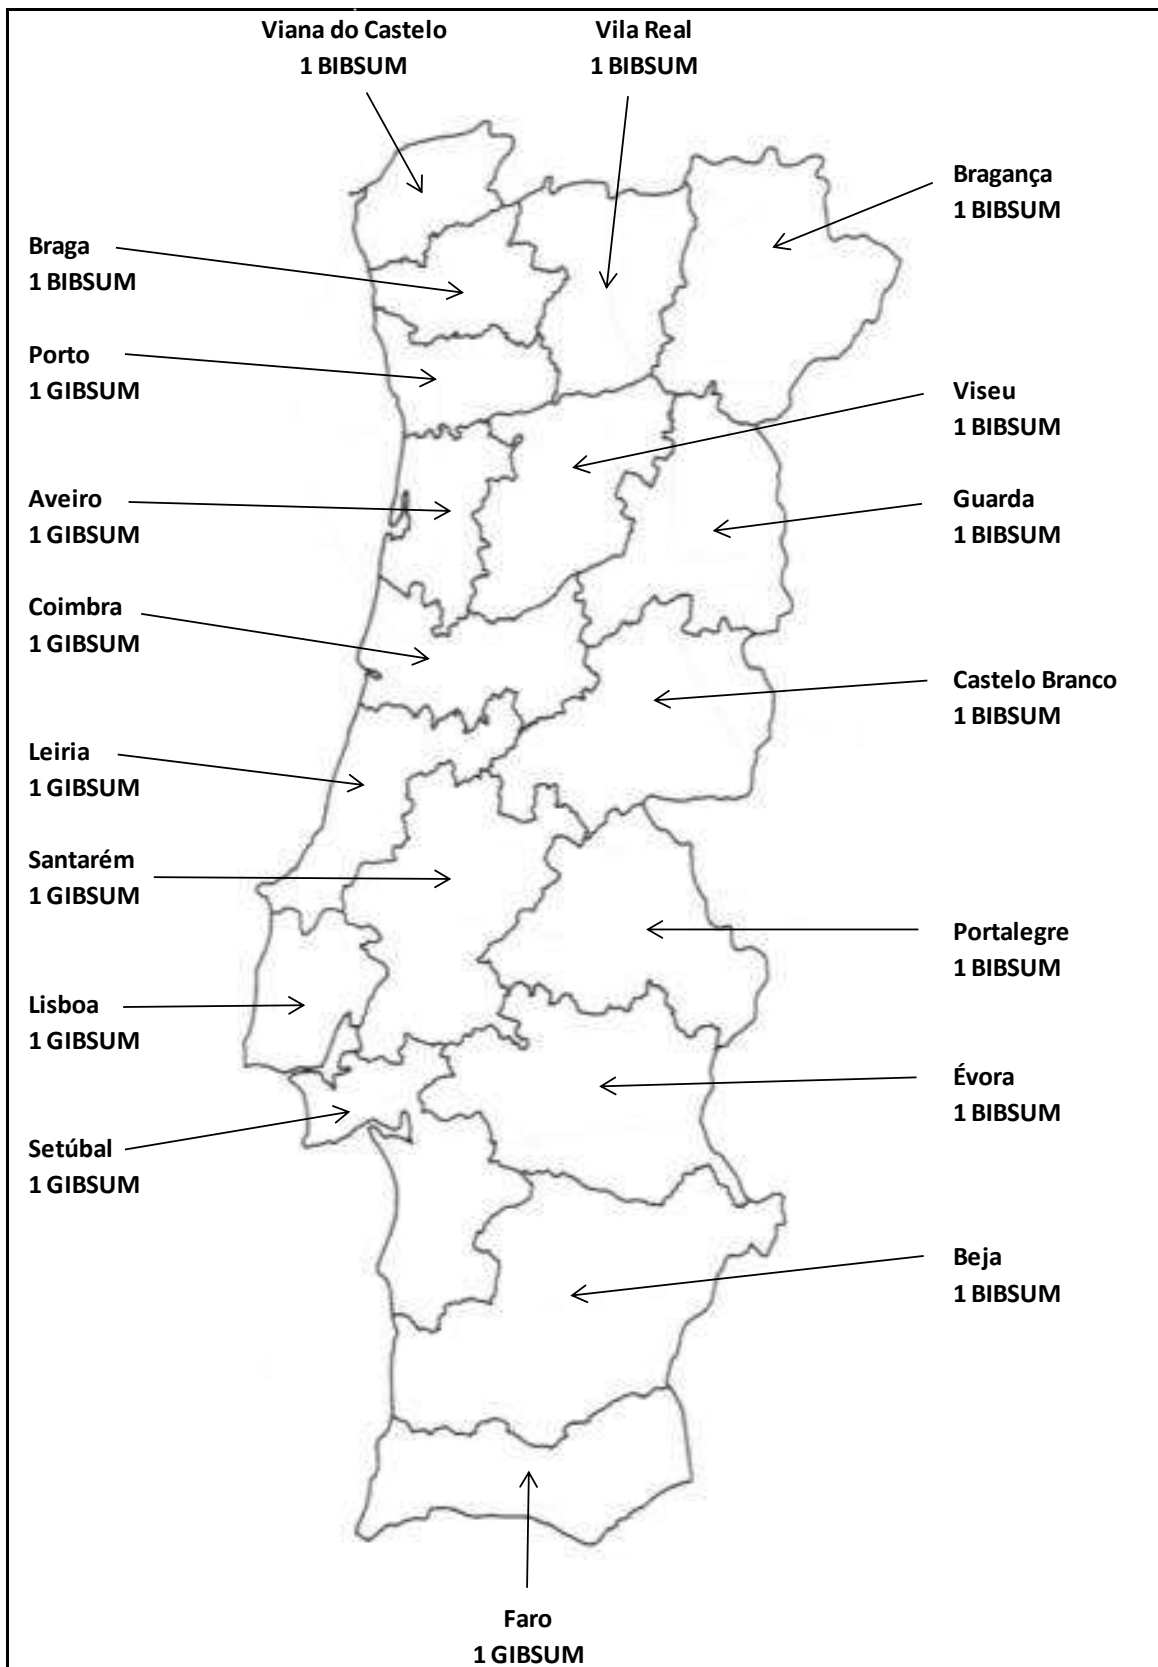 Viana do Castelo
1 BIBSUM
Vila Real
1 BIBSUM
Bragança
1 BIBSUM
Braga
1 BIBSUM
Porto
1 GIBSUM
Viseu
1 BIBSUM
Aveiro
1 GIBSUM
Guarda
1 BIBSUM
Coimbra
1 GIBSUM
Castelo Branco
1 BIBSUM
Leiria
1 GIBSUM
Santarém
1 GIBSUM
Portalegre
1 BIBSUM
Lisboa
1 GIBSUM
Évora
1 BIBSUM
Setúbal
1 GIBSUM
Beja
1 BIBSUM
Faro
1 GIBSUM